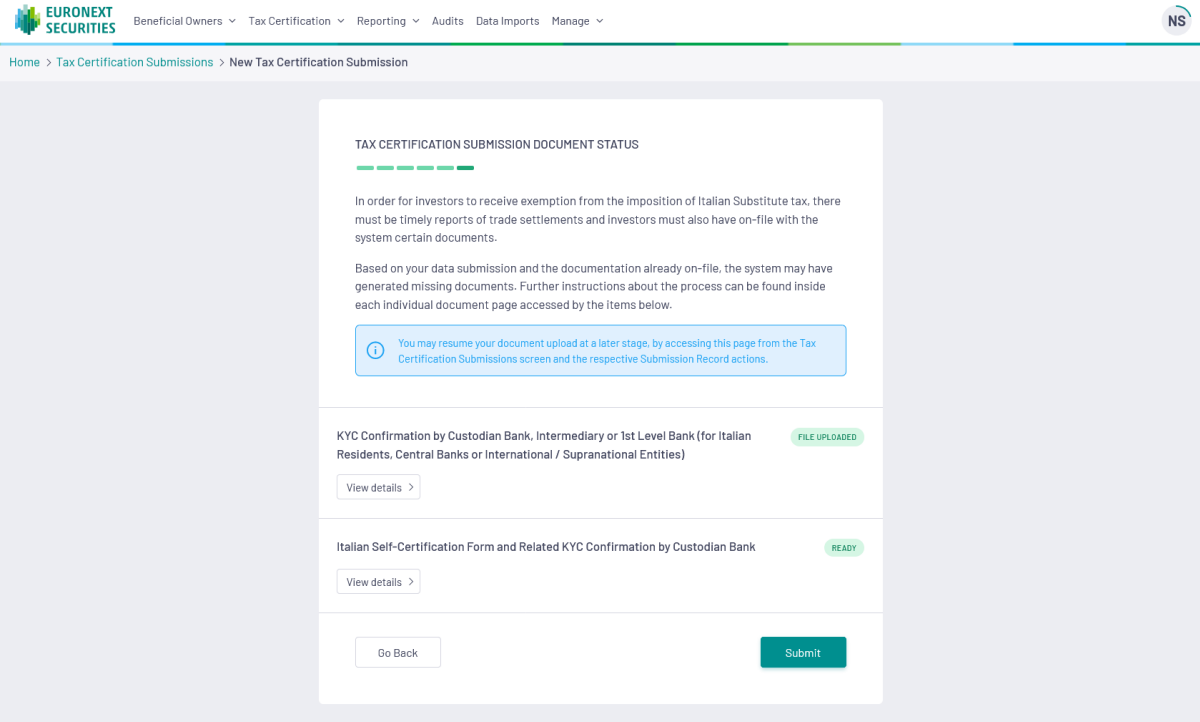 EURONEXT
SECURITIES
Beneficial Owners Tax Certification Reporting Audits Data Imports Manage
NS
Home > Tax Certification Submissions > New Tax Certification Submission
TAX CERTIFICATION SUBMISSION DOCUMENT STATUS
In order for investors to receive exemption from the imposition of Italian Substitute tax, there
must be timely reports of trade settlements and investors must also have on-file with the
system certain documents.
Based on your data submission and the documentation already on-file, the system may have
generated missing documents. Further instructions about the process can be found inside
each individual document page accessed by the items below.
You may resume your document upload at a later stage, by accessing this page from the Tax
Certification Submissions screen and the respective Submission Record actions.
KYC Confirmation by Custodian Bank, Intermediary or 1st Level Bank (for Italian
Residents, Central Banks or International / Supranational Entities)
FILE UPLOADED
View details >
Italian Self-Certification Form and Related KYC Confirmation by Custodian Bank
READY
View details >
Go Back
Submit